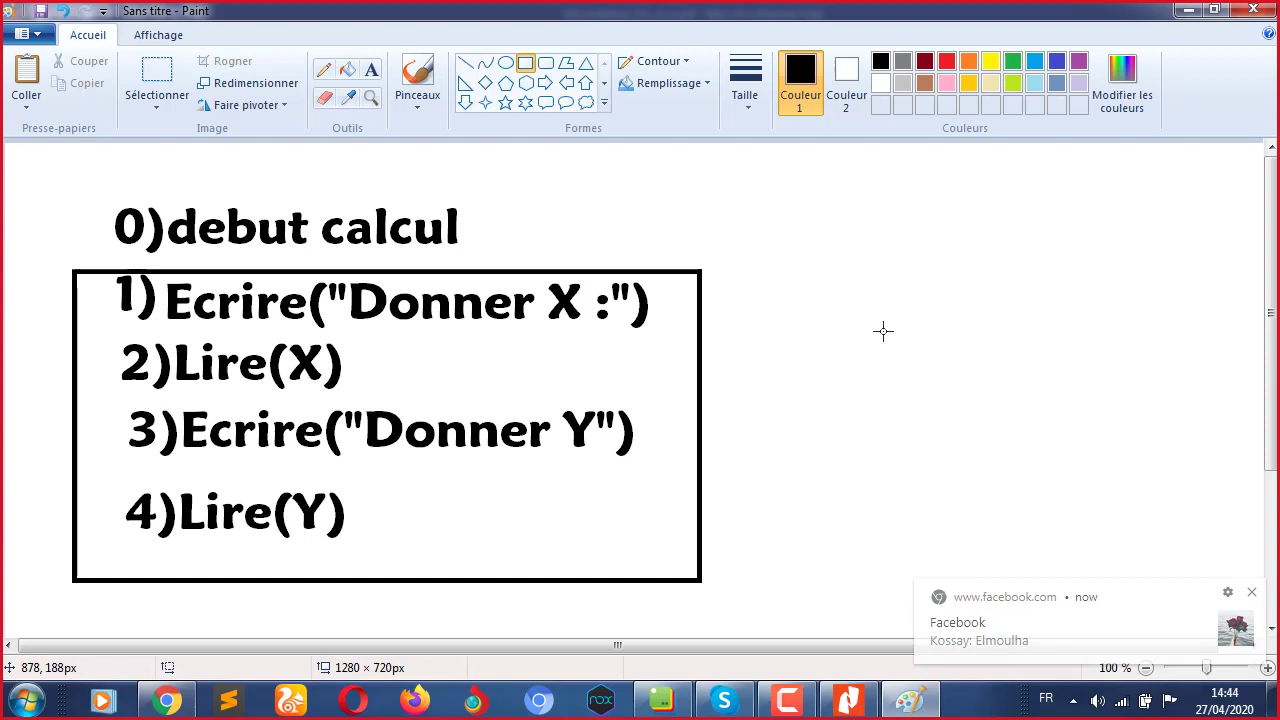 Sans titre - Paint
Accueil
Affichage
Coller
Couper
Copier
Presse-papiers
Sélectionner
Rogner
Redimensionner
Faire pivoter
Image
Outils
Pinceaux
Contour
Remplissage
Formes
Taille
Couleur
1
Couleur
2
Modifier les
couleurs
Couleurs
0)debut calcul
1) Ecrire("Donner X :")
2)Lire(X)
3)Ecrire("Donner Y")
4)Lire(Y)
www.facebook.com • now
Facebook
Kossay: Elmoulha
878, 188px
1280 × 720px
100 %
nox
FR
14:44
27/04/2020